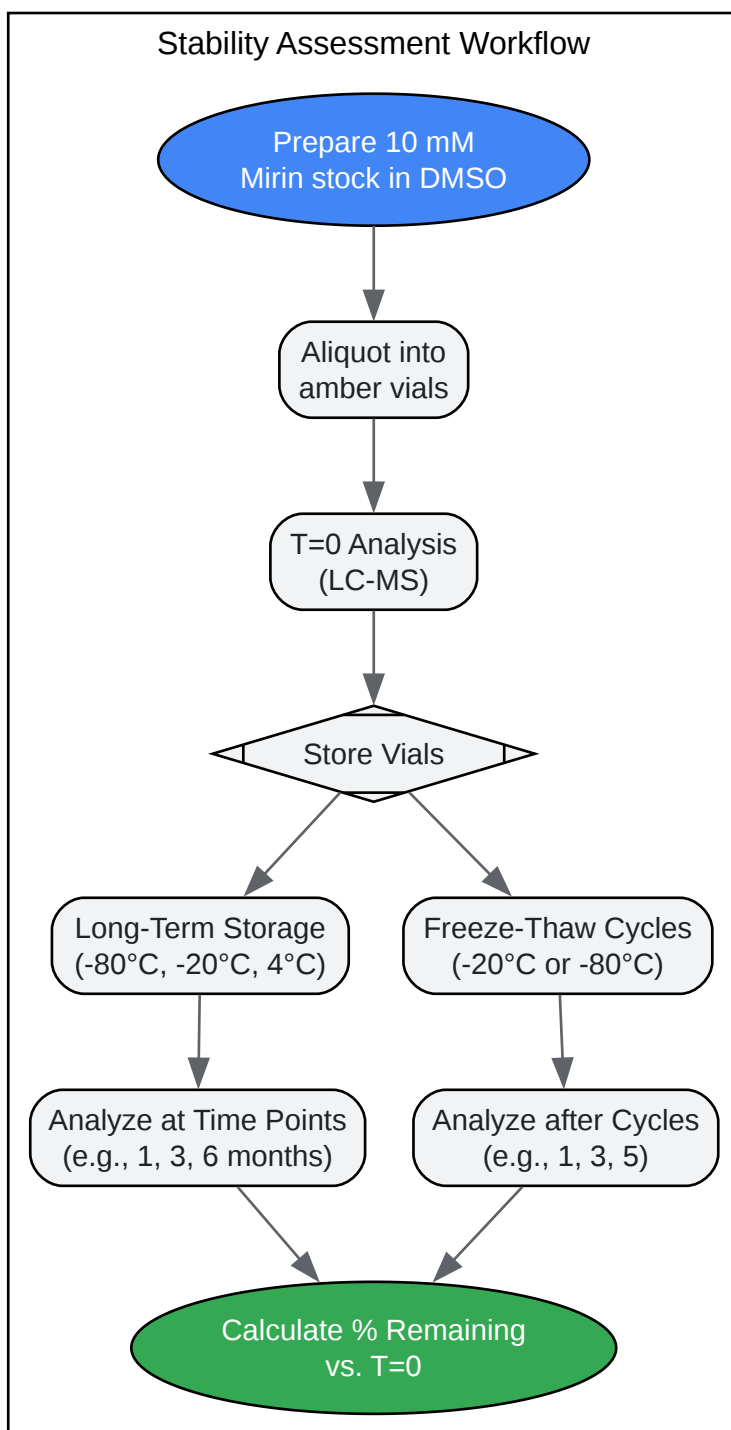 Stability Assessment Workflow
Prepare 10 mM
Mirin stock in DMSO
Aliquot into
amber vials
T=0 Analysis
(LC-MS)
Store Vials
Long-Term Storage
(-80°C, -20°C, 4°C)
Freeze-Thaw Cycles
(-20°C or -80°C)
Analyze at Time Points
(e.g., 1, 3, 6 months)
Analyze after Cycles
(e.g., 1, 3, 5)
Calculate % Remaining
vs. T=0